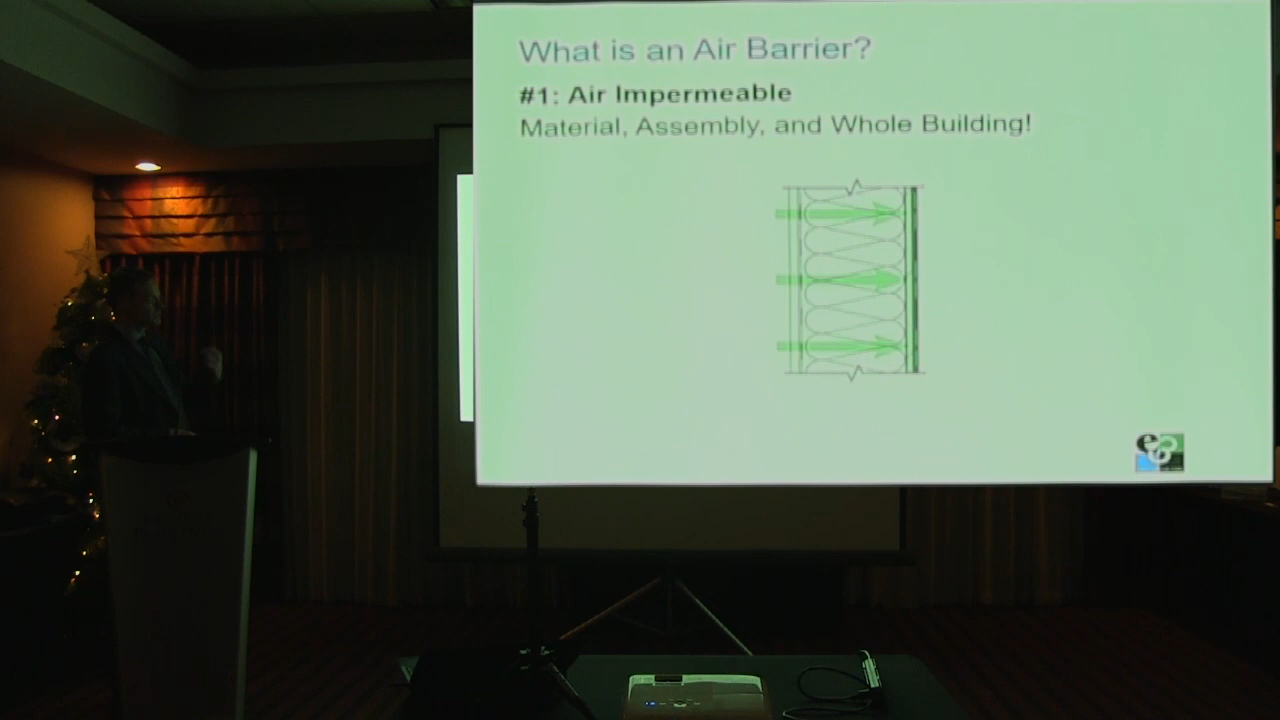 What is an Air Barrier?
#1: Air Impermeable
Material, Assembly, and Whole Building!